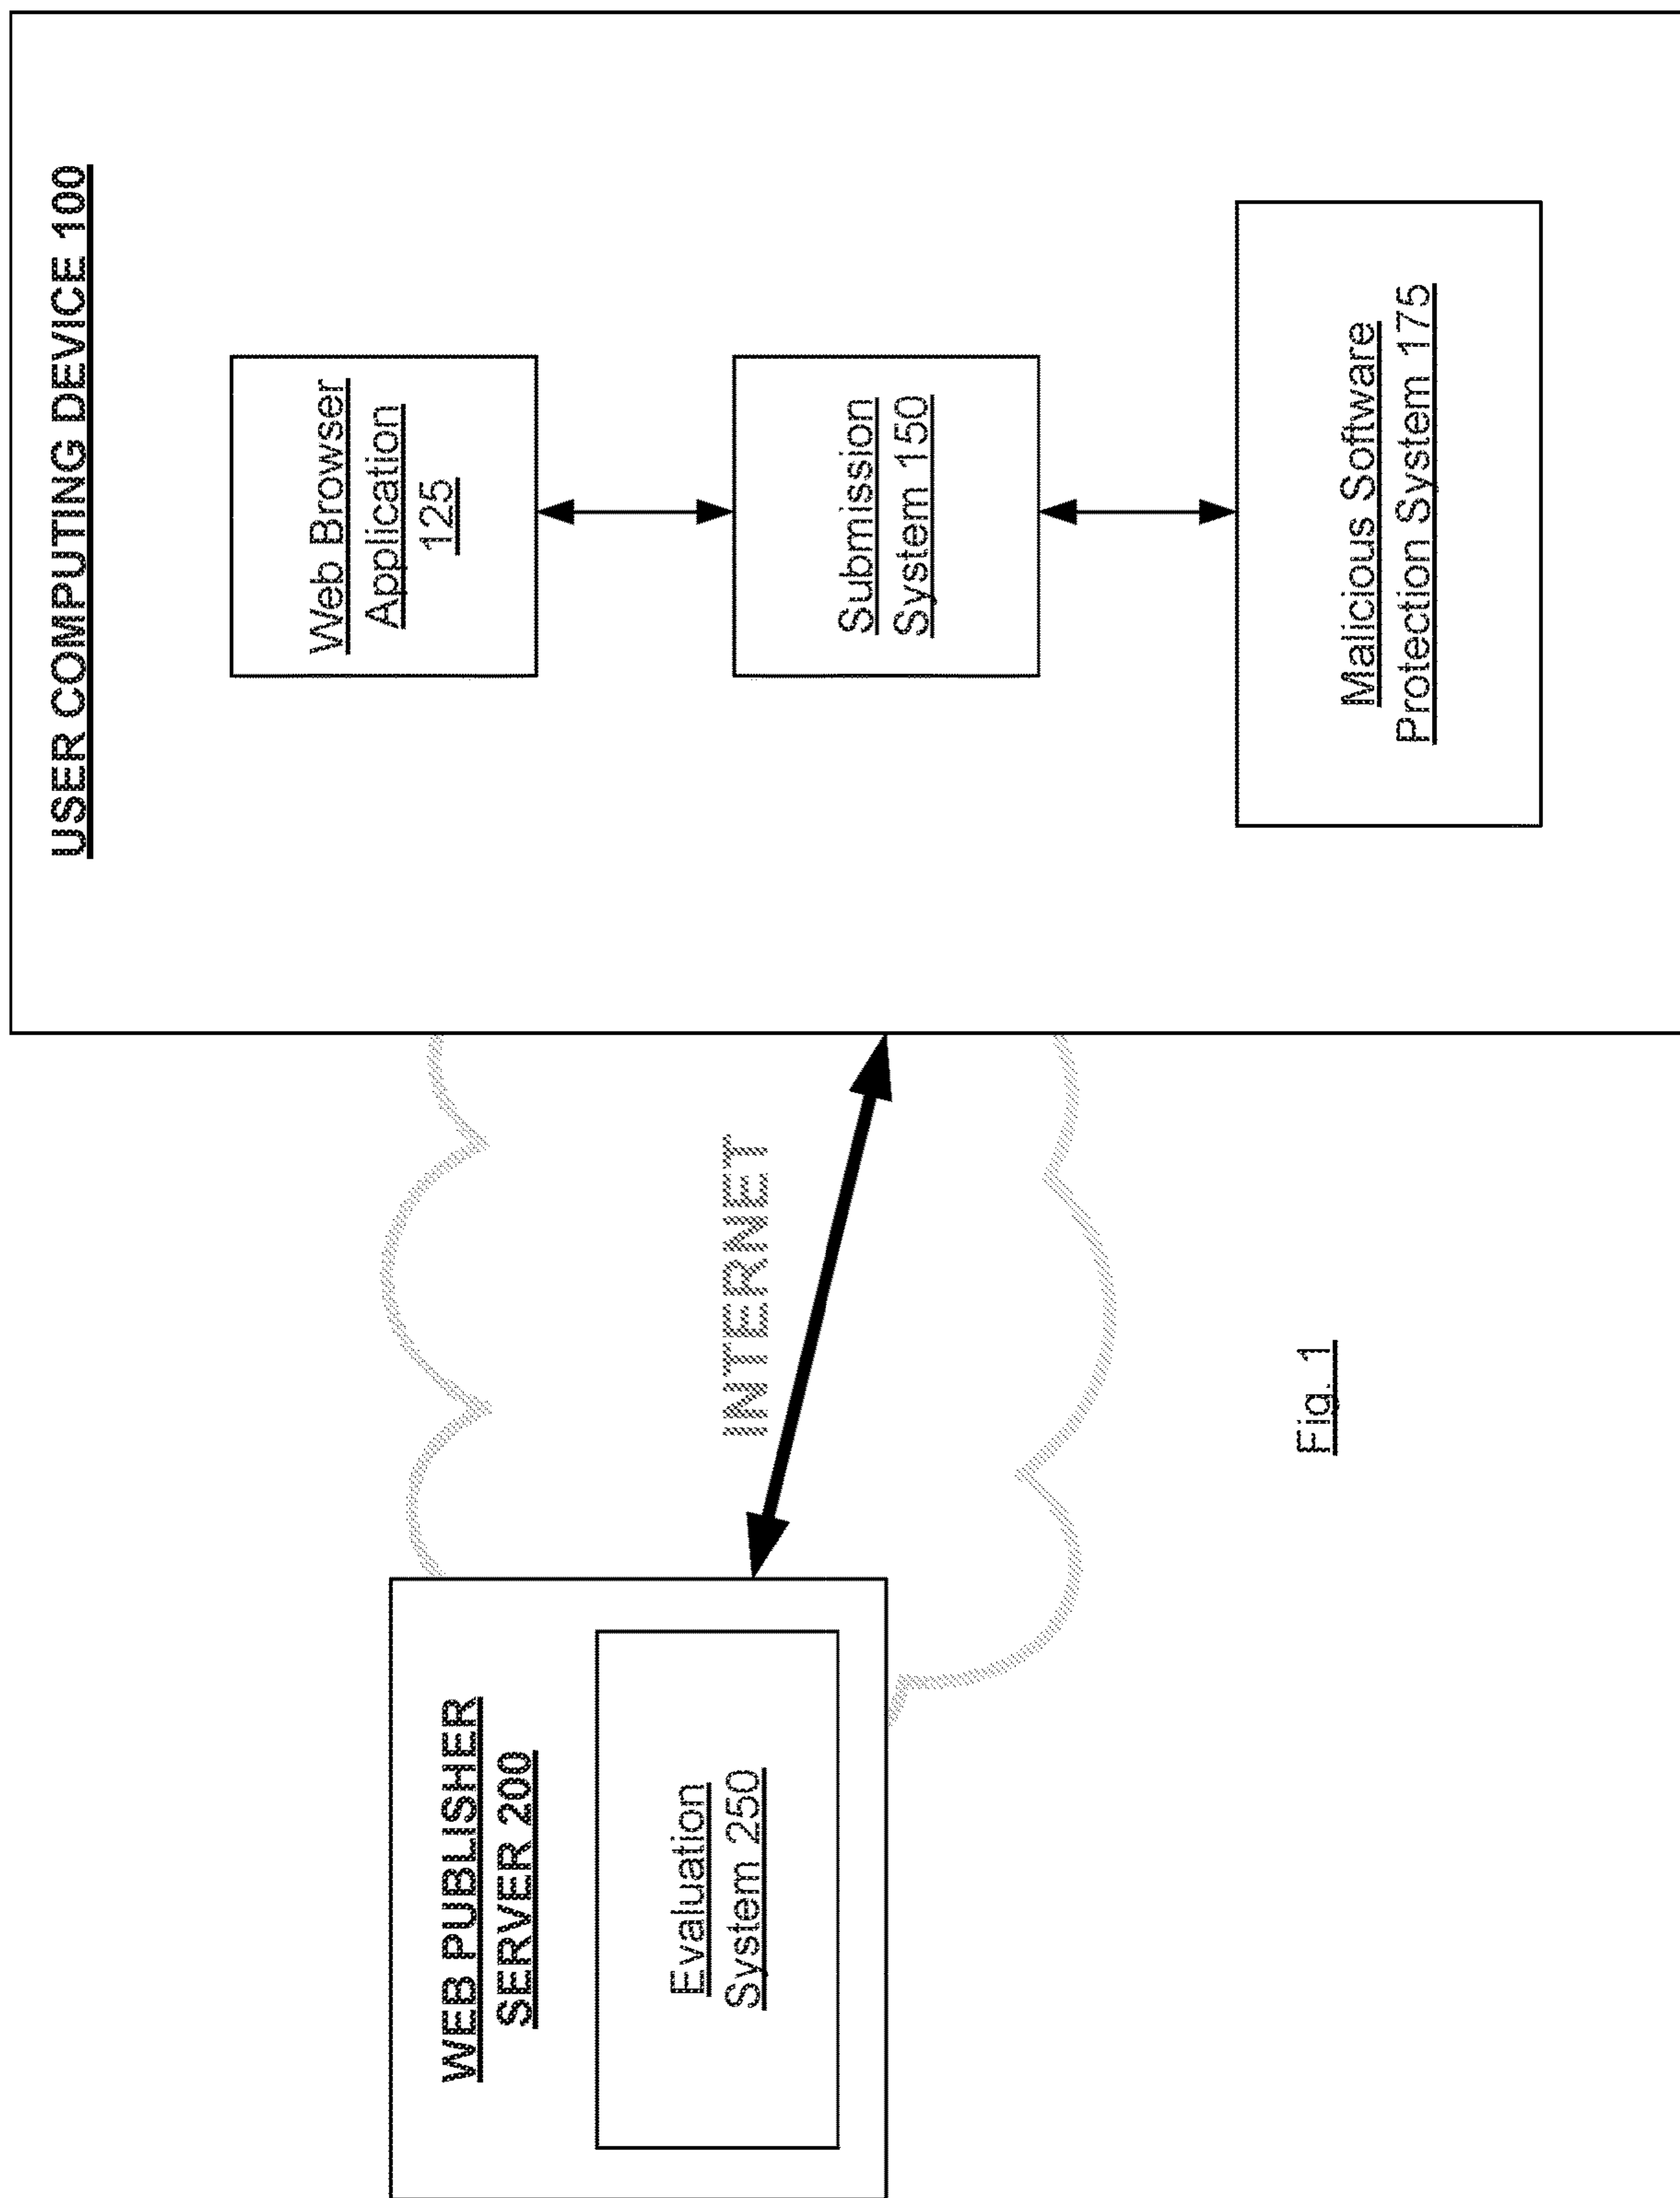 WEB PUBLISHER
SERVER 200
Evaluation
System 250
INTERNET
USER COMPUTING DEVICE 100
Web Browser
Application
125
Submission
System 150
Malicious Software
Protection System 175
Fig. 1